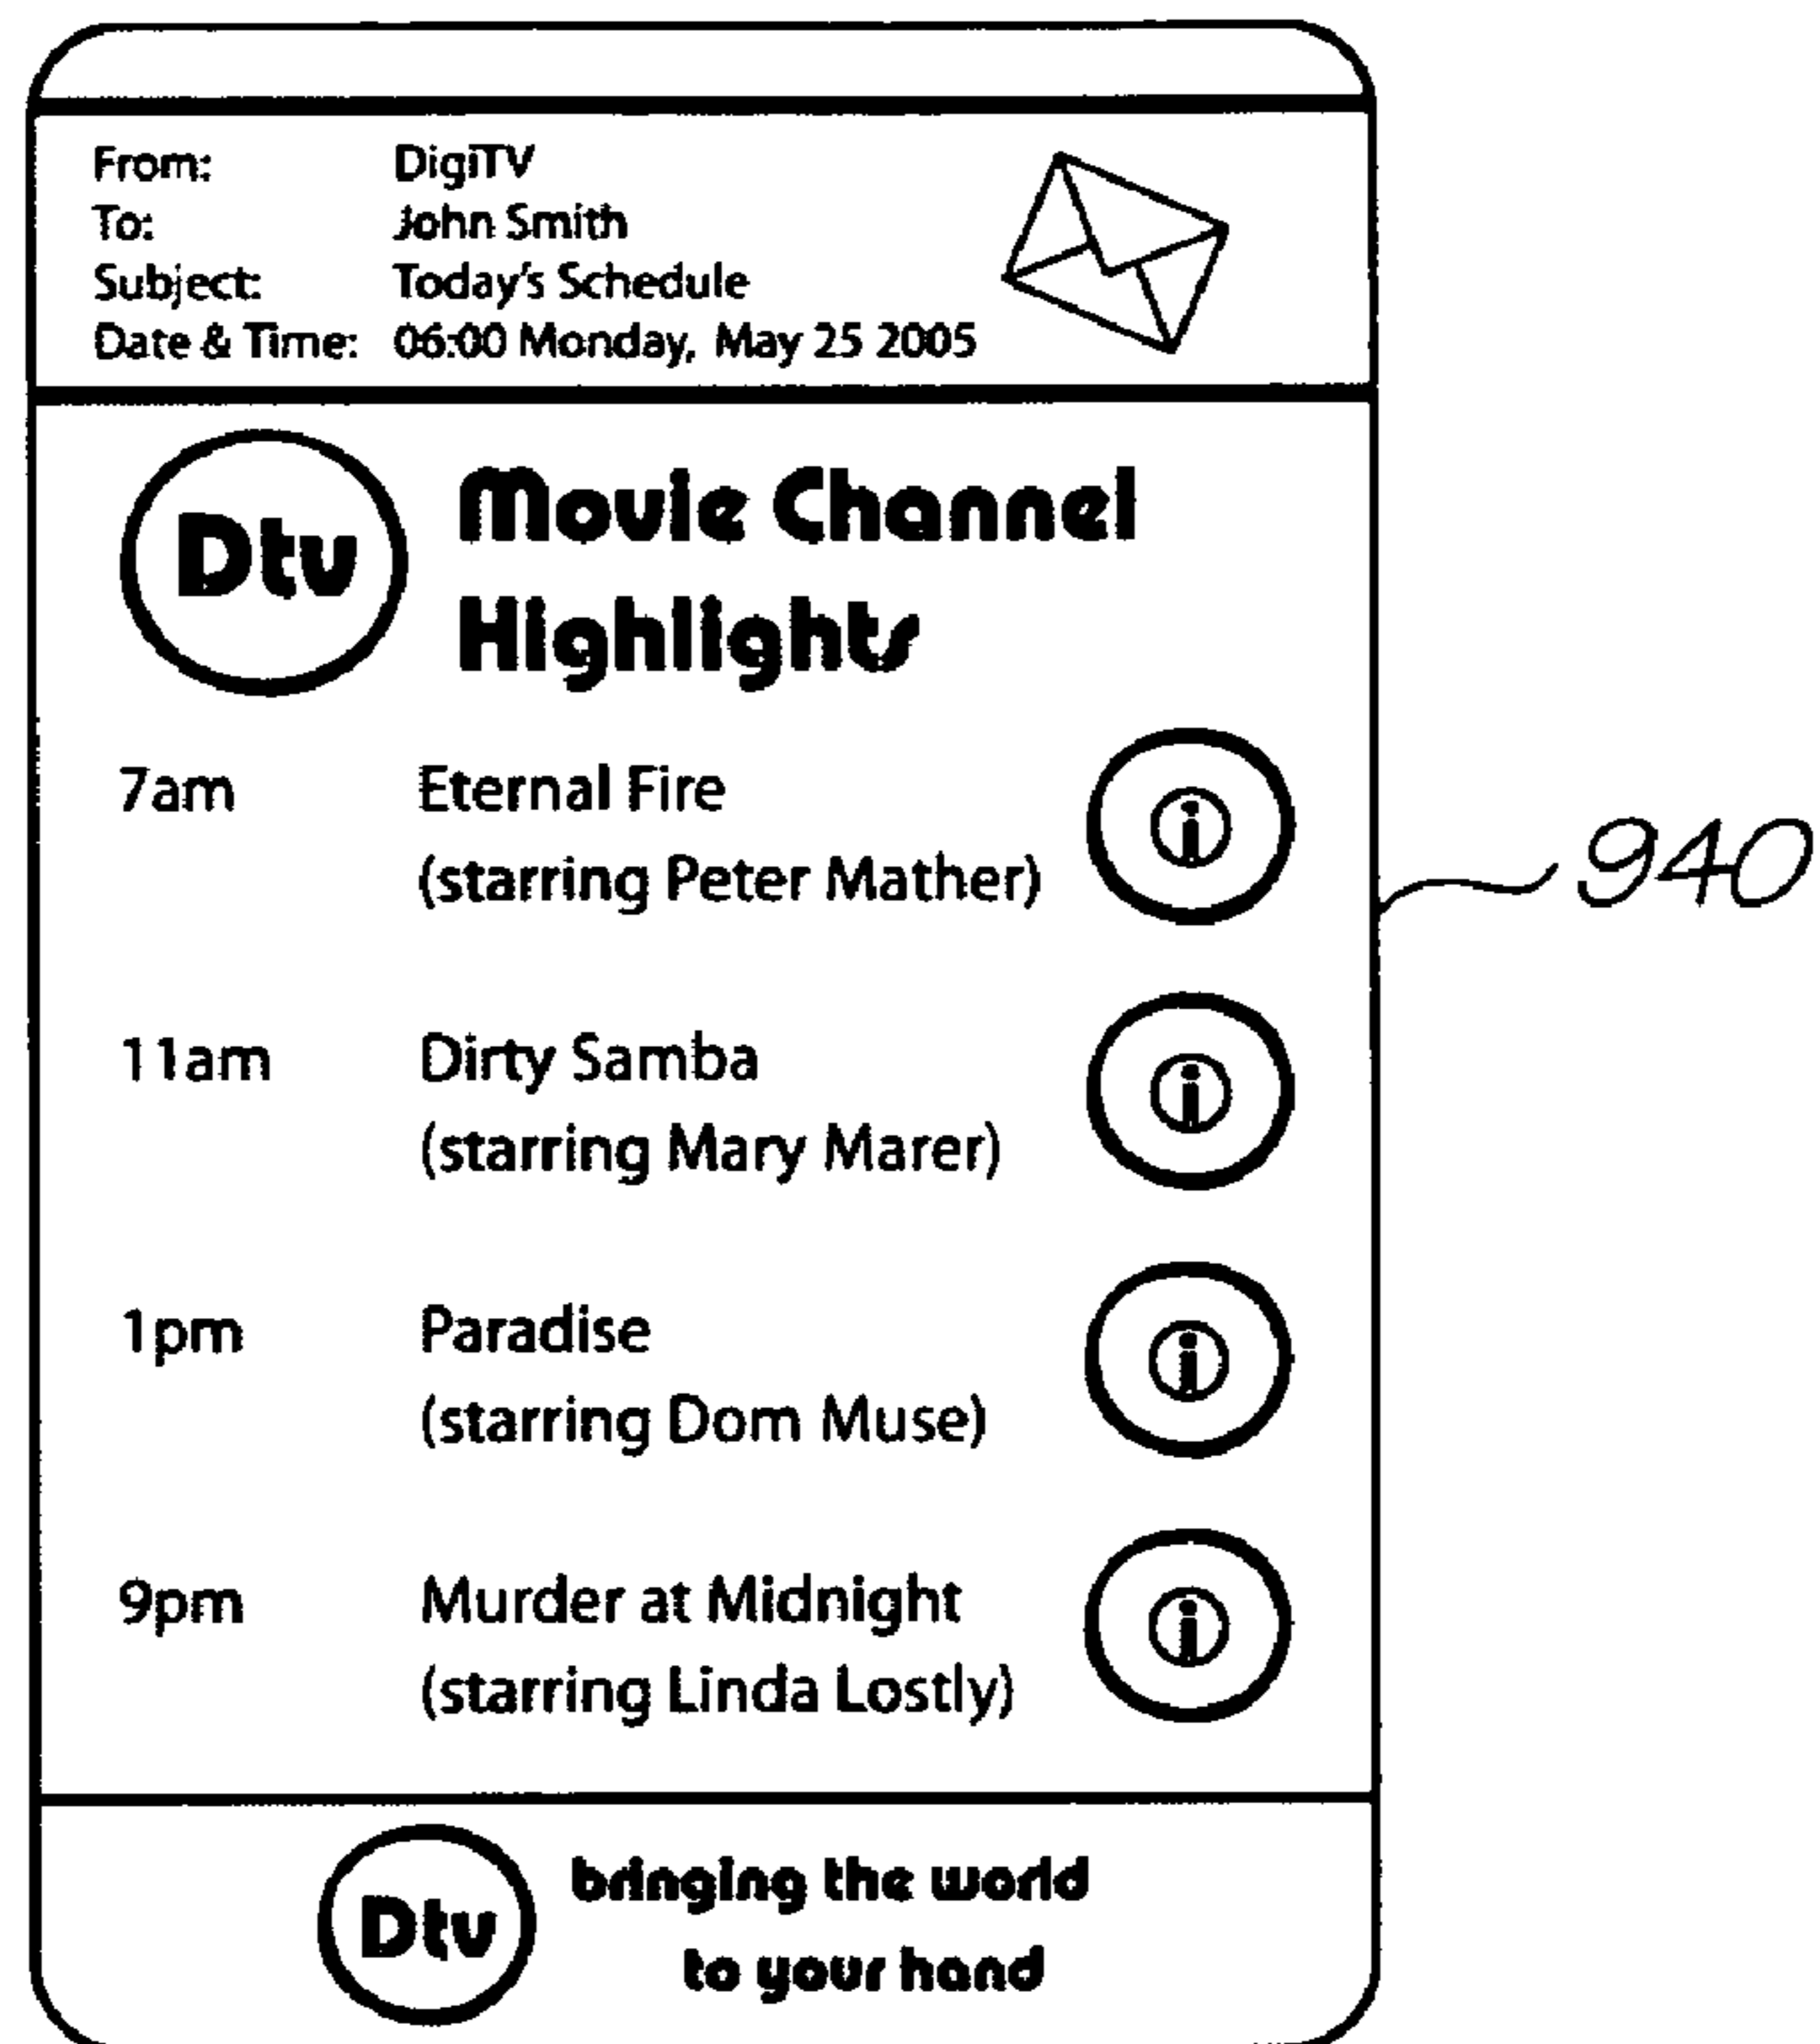 From: DigiTV
To: John Smith
Subject: Today's Schedule
Date & Time: 06:00 Monday, May 25 2005
Dtv Movie Channel
Highlights
7am Eternal Fire
(starring Peter Mather)
i
940
11am Dirty Samba
(starring Mary Marer)
i
1pm Paradise
(starring Dom Muse)
i
9pm Murder at Midnight
(starring Linda Lostly)
i
Dtv bringing the world
to your hand